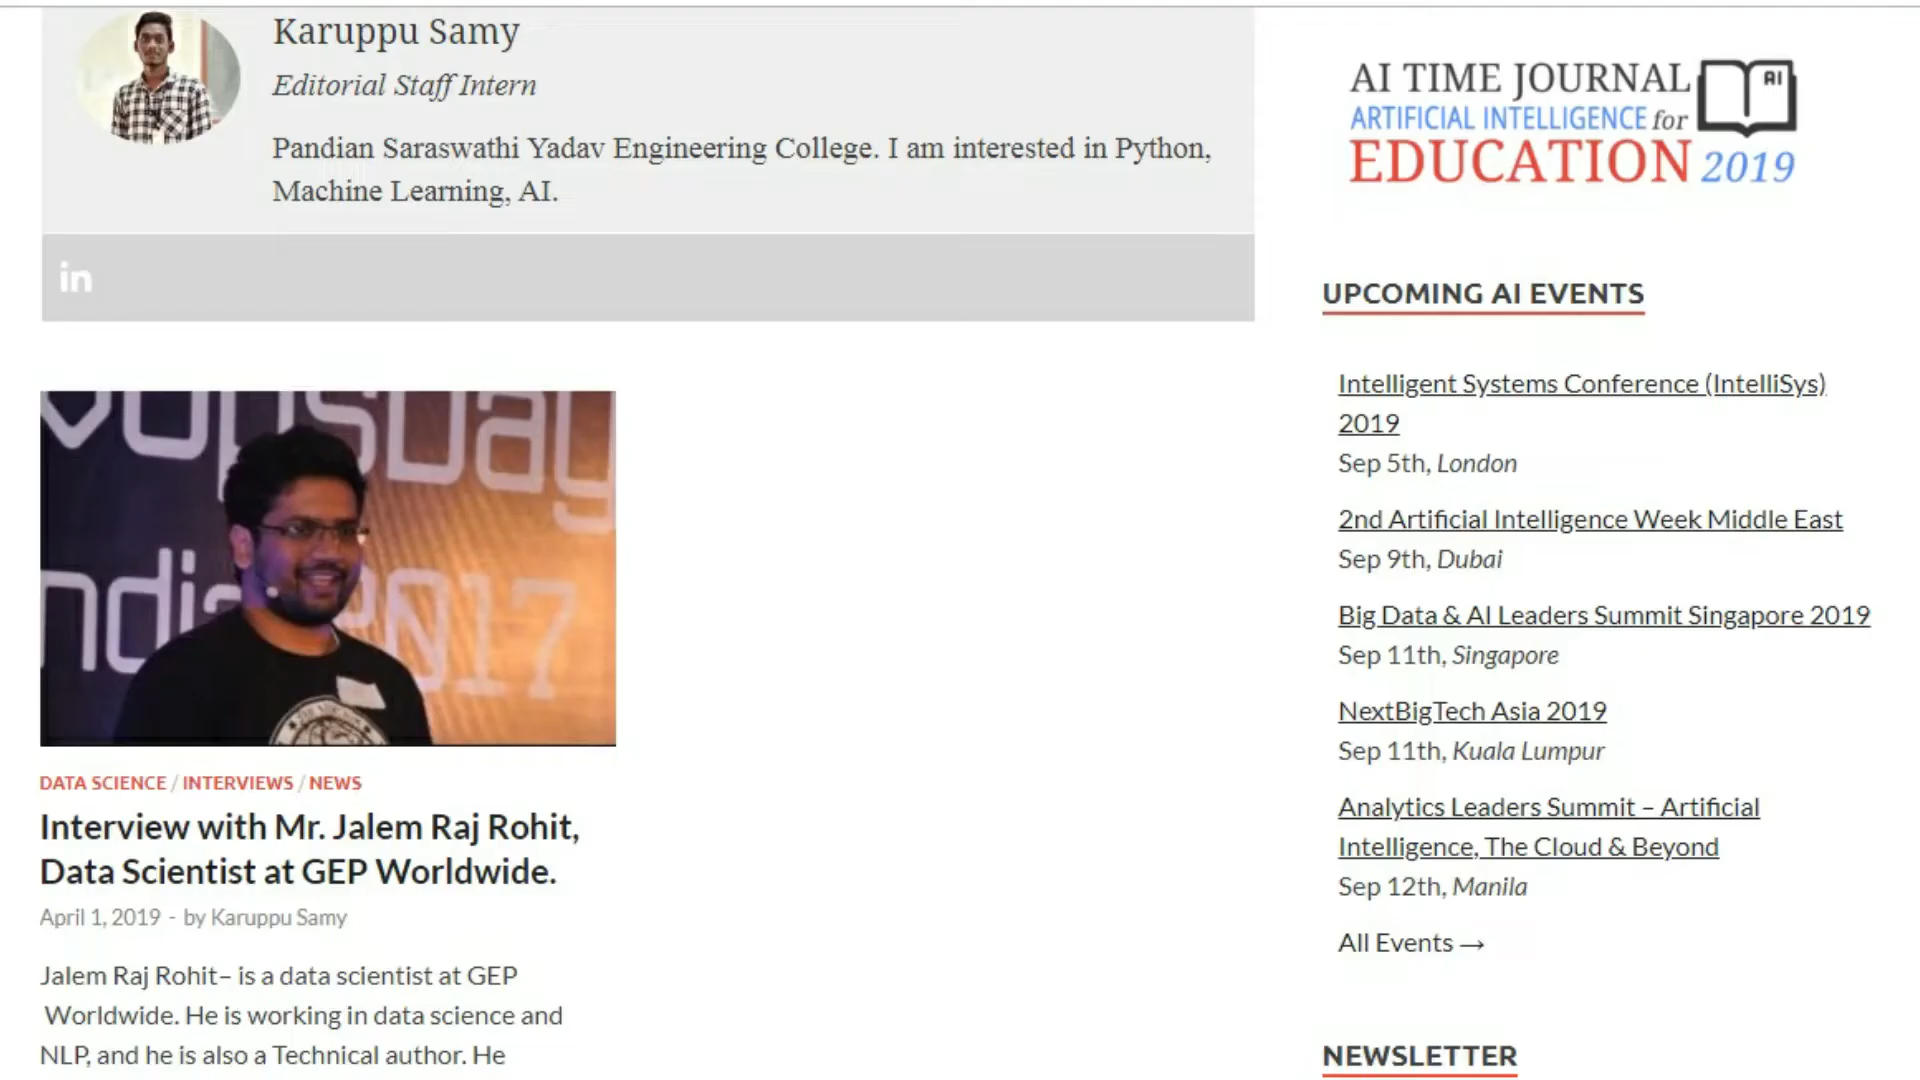 Karuppu Samy
Editorial Staff Intern
Pandian Saraswathi Yadav Engineering College. I am interested in Python,
Machine Learning, AI.
in
vopsDay
ndia 2017
DATA SCIENCE / INTERVIEWS / NEWS
Interview with Mr. Jalem Raj Rohit,
Data Scientist at GEP Worldwide.
April 1, 2019 - by Karuppu Samy
Jalem Raj Rohit– is a data scientist at GEP
Worldwide. He is working in data science and
NLP, and he is also a Technical author. He
AI TIME JOURNAL
AI
ARTIFICIAL INTELLIGENCE for
EDUCATION 2019
UPCOMING AI EVENTS
Intelligent Systems Conference (IntelliSys)
2019
Sep 5th, London
2nd Artificial Intelligence Week Middle East
Sep 9th, Dubai
Big Data & AI Leaders Summit Singapore 2019
Sep 11th, Singapore
NextBigTech Asia 2019
Sep 11th, Kuala Lumpur
Analytics Leaders Summit – Artificial
Intelligence, The Cloud & Beyond
Sep 12th, Manila
All Events →
NEWSLETTER